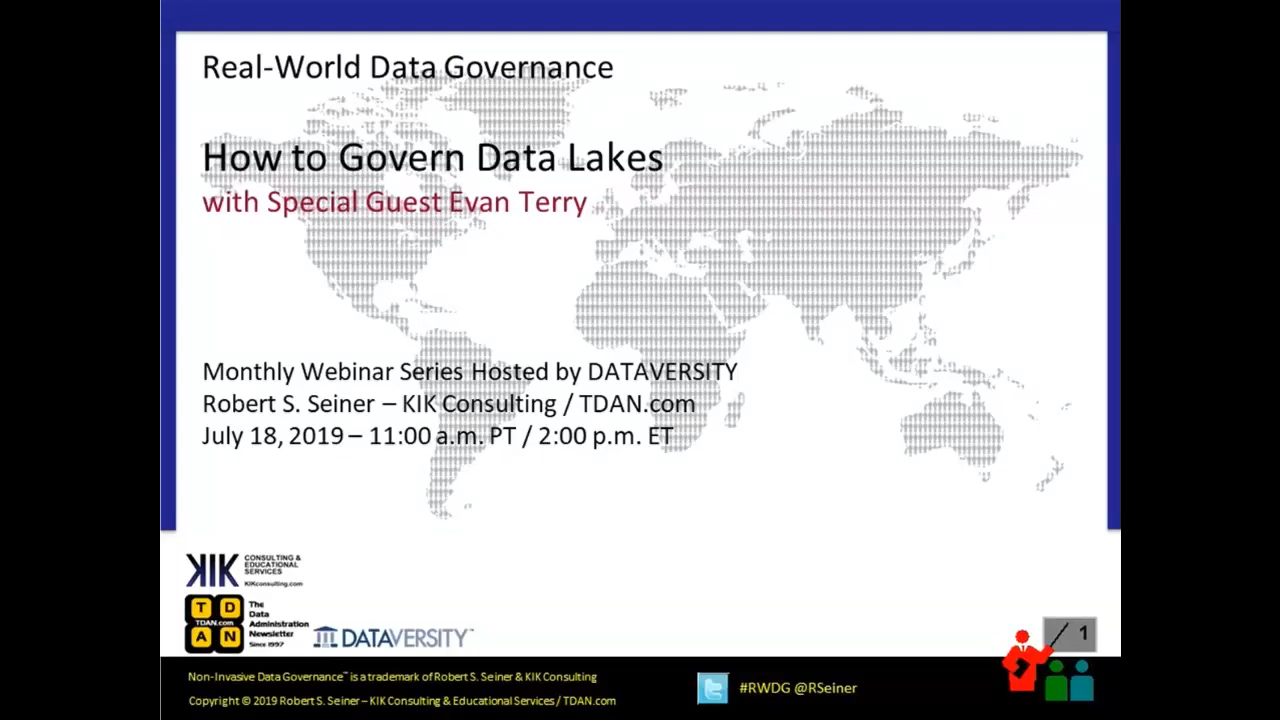 Real-World Data Governance
How to Govern Data Lakes
with Special Guest Evan Terry
Monthly Webinar Series Hosted by DATAVERSITY
Robert S. Seiner – KIK Consulting / TDAN.com
July 18, 2019 – 11:00 a.m. PT / 2:00 p.m. ET
KIK CONSULTING &
EDUCATIONAL
SERVICES
KIKconsulting.com
T D
TDAN.com
A N
The
Data
Administration
Newsletter
Since 1997
DATAVERSITY™
1
Non-Invasive Data Governance™ is a trademark of Robert S. Seiner & KIK Consulting
Copyright © 2019 Robert S. Seiner – KIK Consulting & Educational Services / TDAN.com
#RWDG @RSeiner